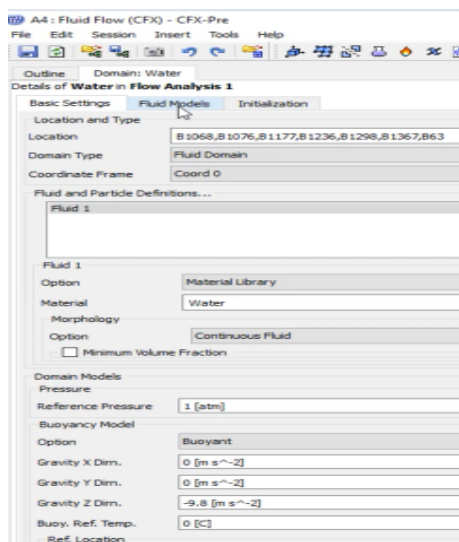 A4 : Fluid Flow (CFX) - CFX-Pre
File Edit Session Insert Tools Help
Outline Domain: Water
Details of Water in Flow Analysis 1
Basic Settings Fluid Models Initialization
Location and Type
Location B1068,B1076,B1177,B1236,B1298,B1367,B63
Domain Type Fluid Domain
Coordinate Frame Coord 0
Fluid and Particle Definitions...
Fluid 1
Fluid 1
Option Material Library
Material Water
Morphology
Option Continuous Fluid
Minimum Volume Fraction
Domain Models
Pressure
Reference Pressure 1 [atm]
Buoyancy Model
Option Buoyant
Gravity X Dirn. 0 [m s^-2]
Gravity Y Dirn. 0 [m s^-2]
Gravity Z Dirn. -9.8 [m s^-2]
Buoy. Ref. Temp. 0 [C]
Ref. Location